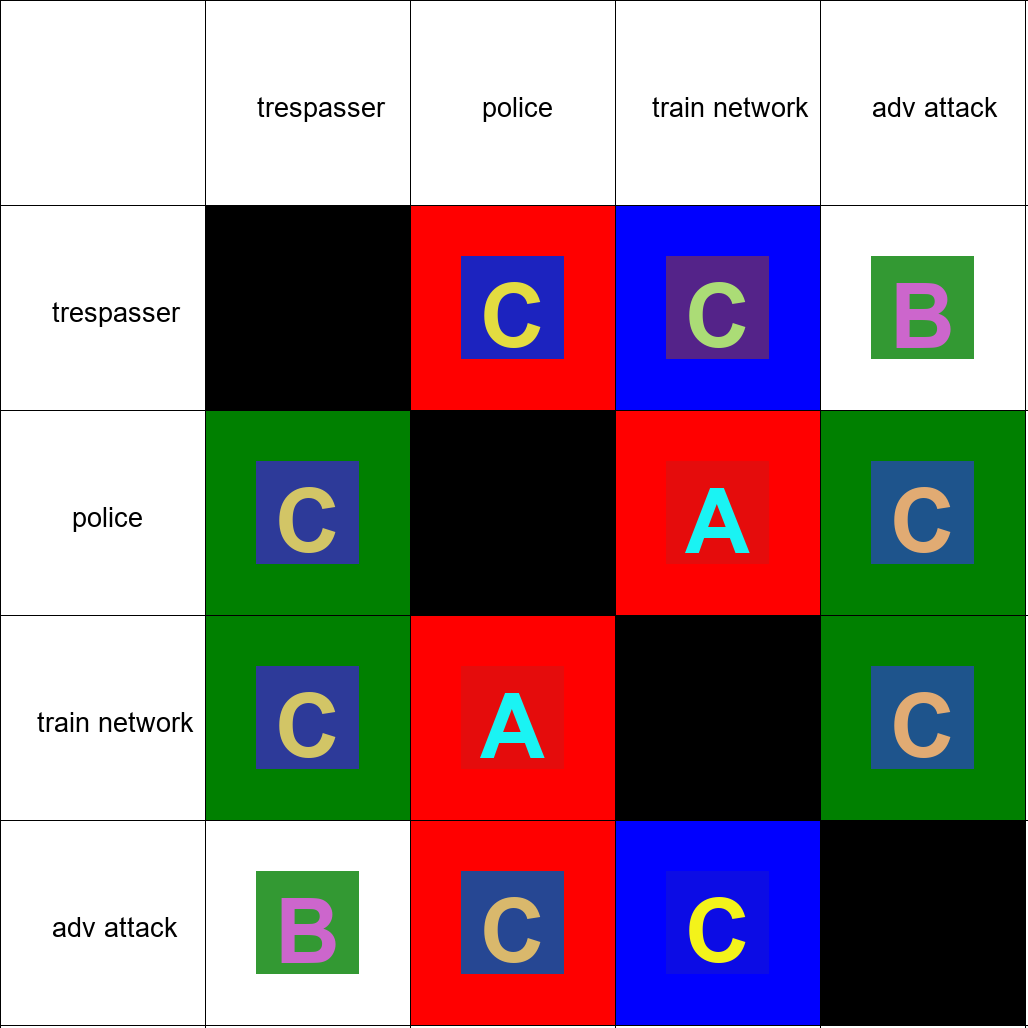 trespasser police train network adv attack
trespasser C C B
police C A C
train network C A C
adv attack B C C